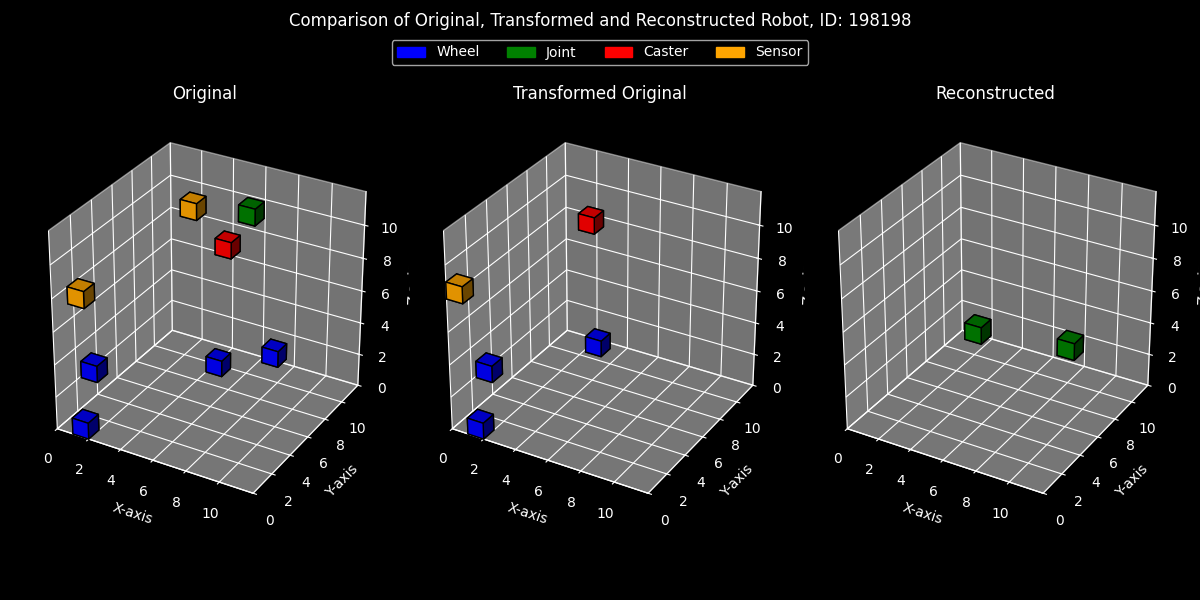 Comparison of Original, Transformed and Reconstructed Robot, ID: 198198
Wheel Joint Caster Sensor
Original
Transformed Original
Reconstructed
0 2 4 6 8 10
X-axis
0 2 4 6 8 10
Y-axis
0 2 4 6 8 10
0 2 4 6 8 10
X-axis
0 2 4 6 8 10
Y-axis
0 2 4 6 8 10
0 2 4 6 8 10
X-axis
0 2 4 6 8 10
Y-axis
0 2 4 6 8 10